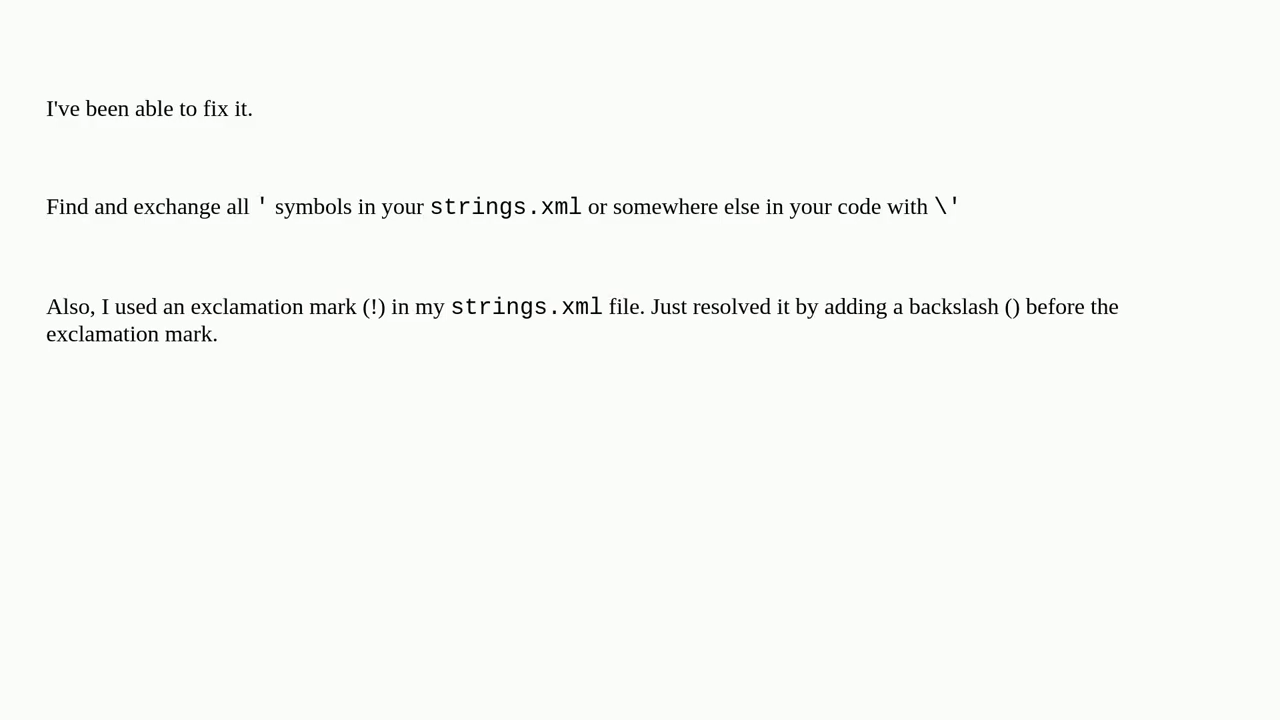 I've been able to fix it.
Find and exchange all ' symbols in your strings.xml or somewhere else in your code with \'
Also, I used an exclamation mark (!) in my strings.xml file. Just resolved it by adding a backslash () before the
exclamation mark.